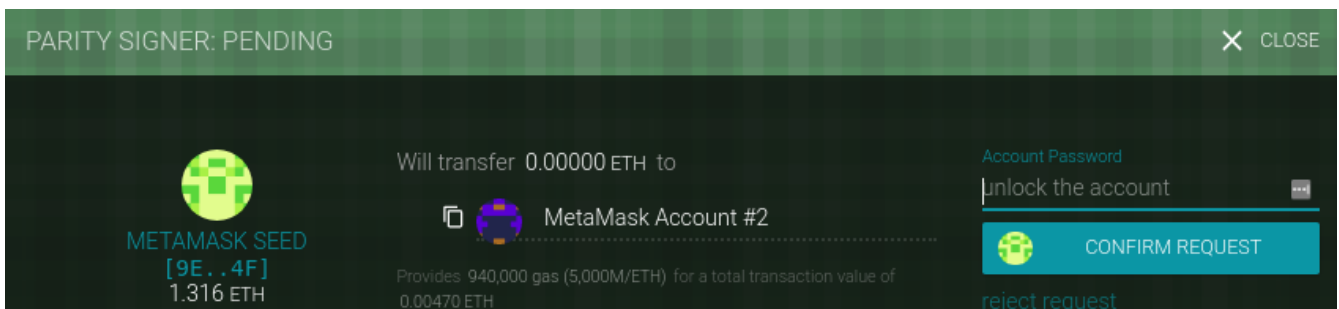 PARITY SIGNER: PENDING
CLOSE
METAMASK SEED
[9E..4F]
1.316 ETH
Will transfer 0.00000 ETH to
MetaMask Account #2
Provides 940,000 gas (5,000M/ETH) for a total transaction value of
0.00470 ETH
Account Password
unlock the account
CONFIRM REQUEST
reject request